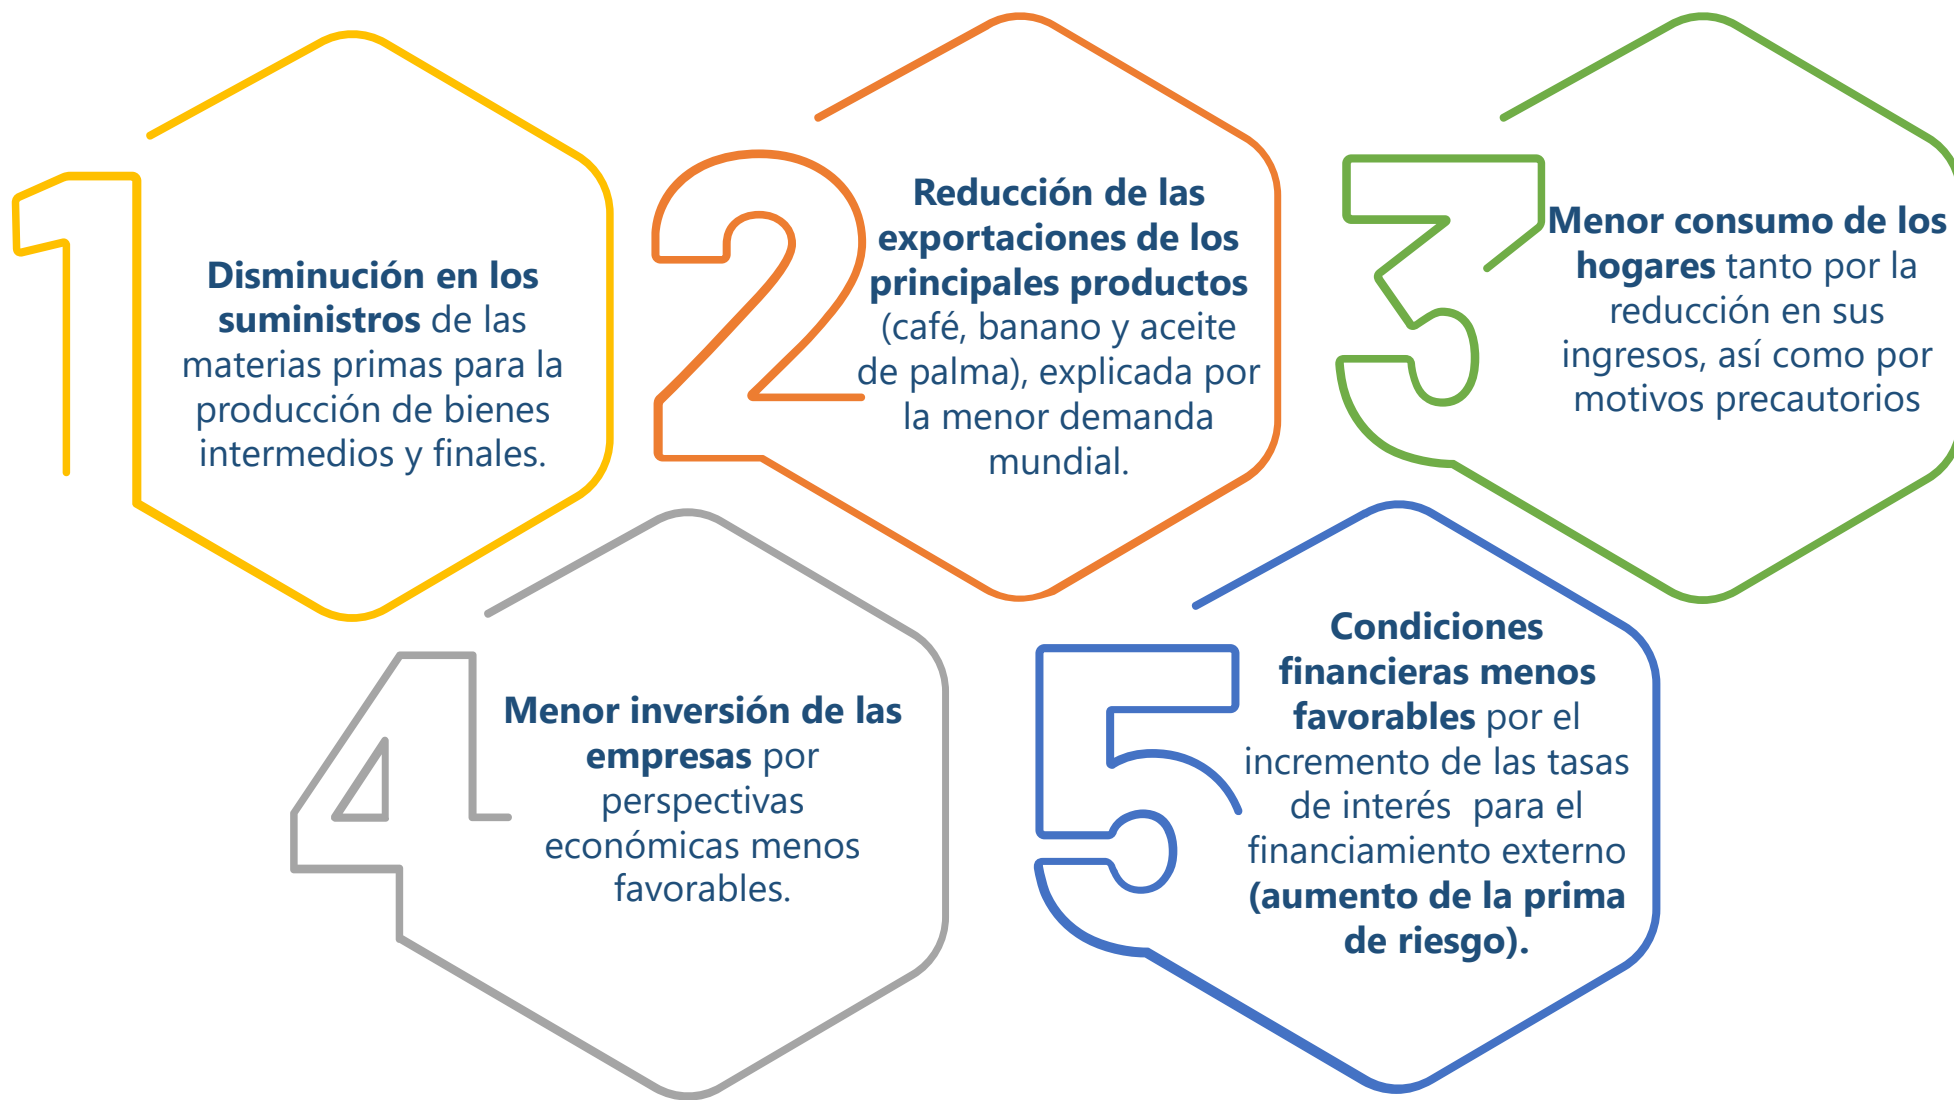 1
Disminución en los
suministros de las
materias primas para la
producción de bienes
intermedios y finales.
2
Reducción de las
exportaciones de los
principales productos
(café, banano y aceite
de palma), explicada por
la menor demanda
mundial.
3
Menor consumo de los
hogares tanto por la
reducción en sus
ingresos, así como por
motivos precautorios
4
Menor inversión de las
empresas por
perspectivas
económicas menos
favorables.
5
Condiciones
financieras menos
favorables por el
incremento de las tasas
de interés  para el
financiamiento externo
(aumento de la prima
de riesgo).